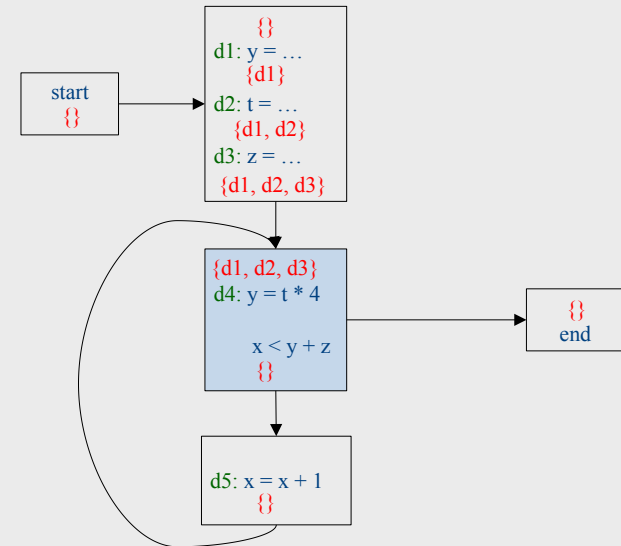 start
{}
{}
d1: y = …
{d1}
d2: t = …
{d1, d2}
d3: z = …
{d1, d2, d3}
{d1, d2, d3}
d4: y = t * 4
x < y + z
{}
{}
end
d5: x = x + 1
{}